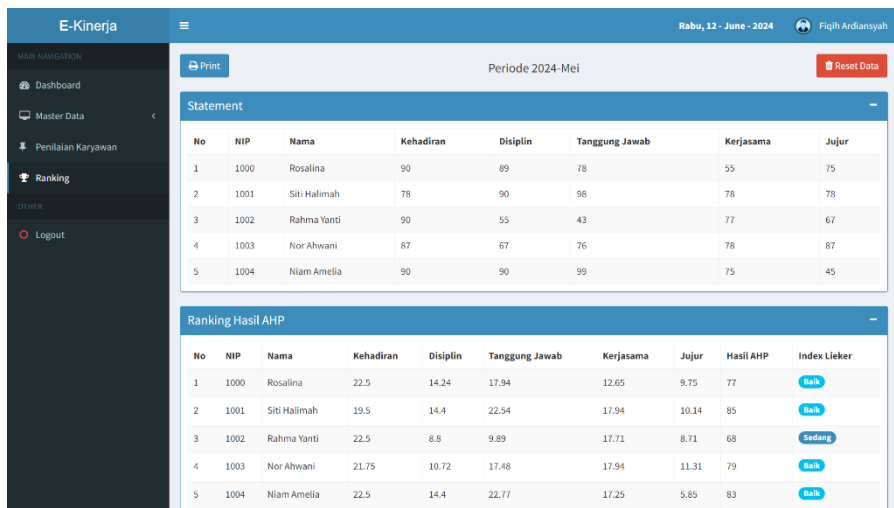 E-Kinerja
Rabu, 12 - June - 2024 Fiqih Ardiansyah
MAIN NAVIGATION
Dashboard
Master Data
Penilaian Karyawan
Ranking
OTHER
Logout
Print Periode 2024-Mei Reset Data
Statement
No NIP Nama Kehadiran Disiplin Tanggung Jawab Kerjasama Jujur
1 1000 Rosalina 90 89 78 55 75
2 1001 Siti Halimah 78 90 98 78 78
3 1002 Rahma Yanti 90 55 43 77 67
4 1003 Nor Ahwani 87 67 76 78 87
5 1004 Niam Amelia 90 90 99 75 45
Ranking Hasil AHP
No NIP Nama Kehadiran Disiplin Tanggung Jawab Kerjasama Jujur Hasil AHP Index Lieker
1 1000 Rosalina 22.5 14.24 17.94 12.65 9.75 77 Baik
2 1001 Siti Halimah 19.5 14.4 22.54 17.94 10.14 85 Baik
3 1002 Rahma Yanti 22.5 8.8 9.89 17.71 8.71 68 Sedang
4 1003 Nor Ahwani 21.75 10.72 17.48 17.94 11.31 79 Baik
5 1004 Niam Amelia 22.5 14.4 22.77 17.25 5.85 83 Baik